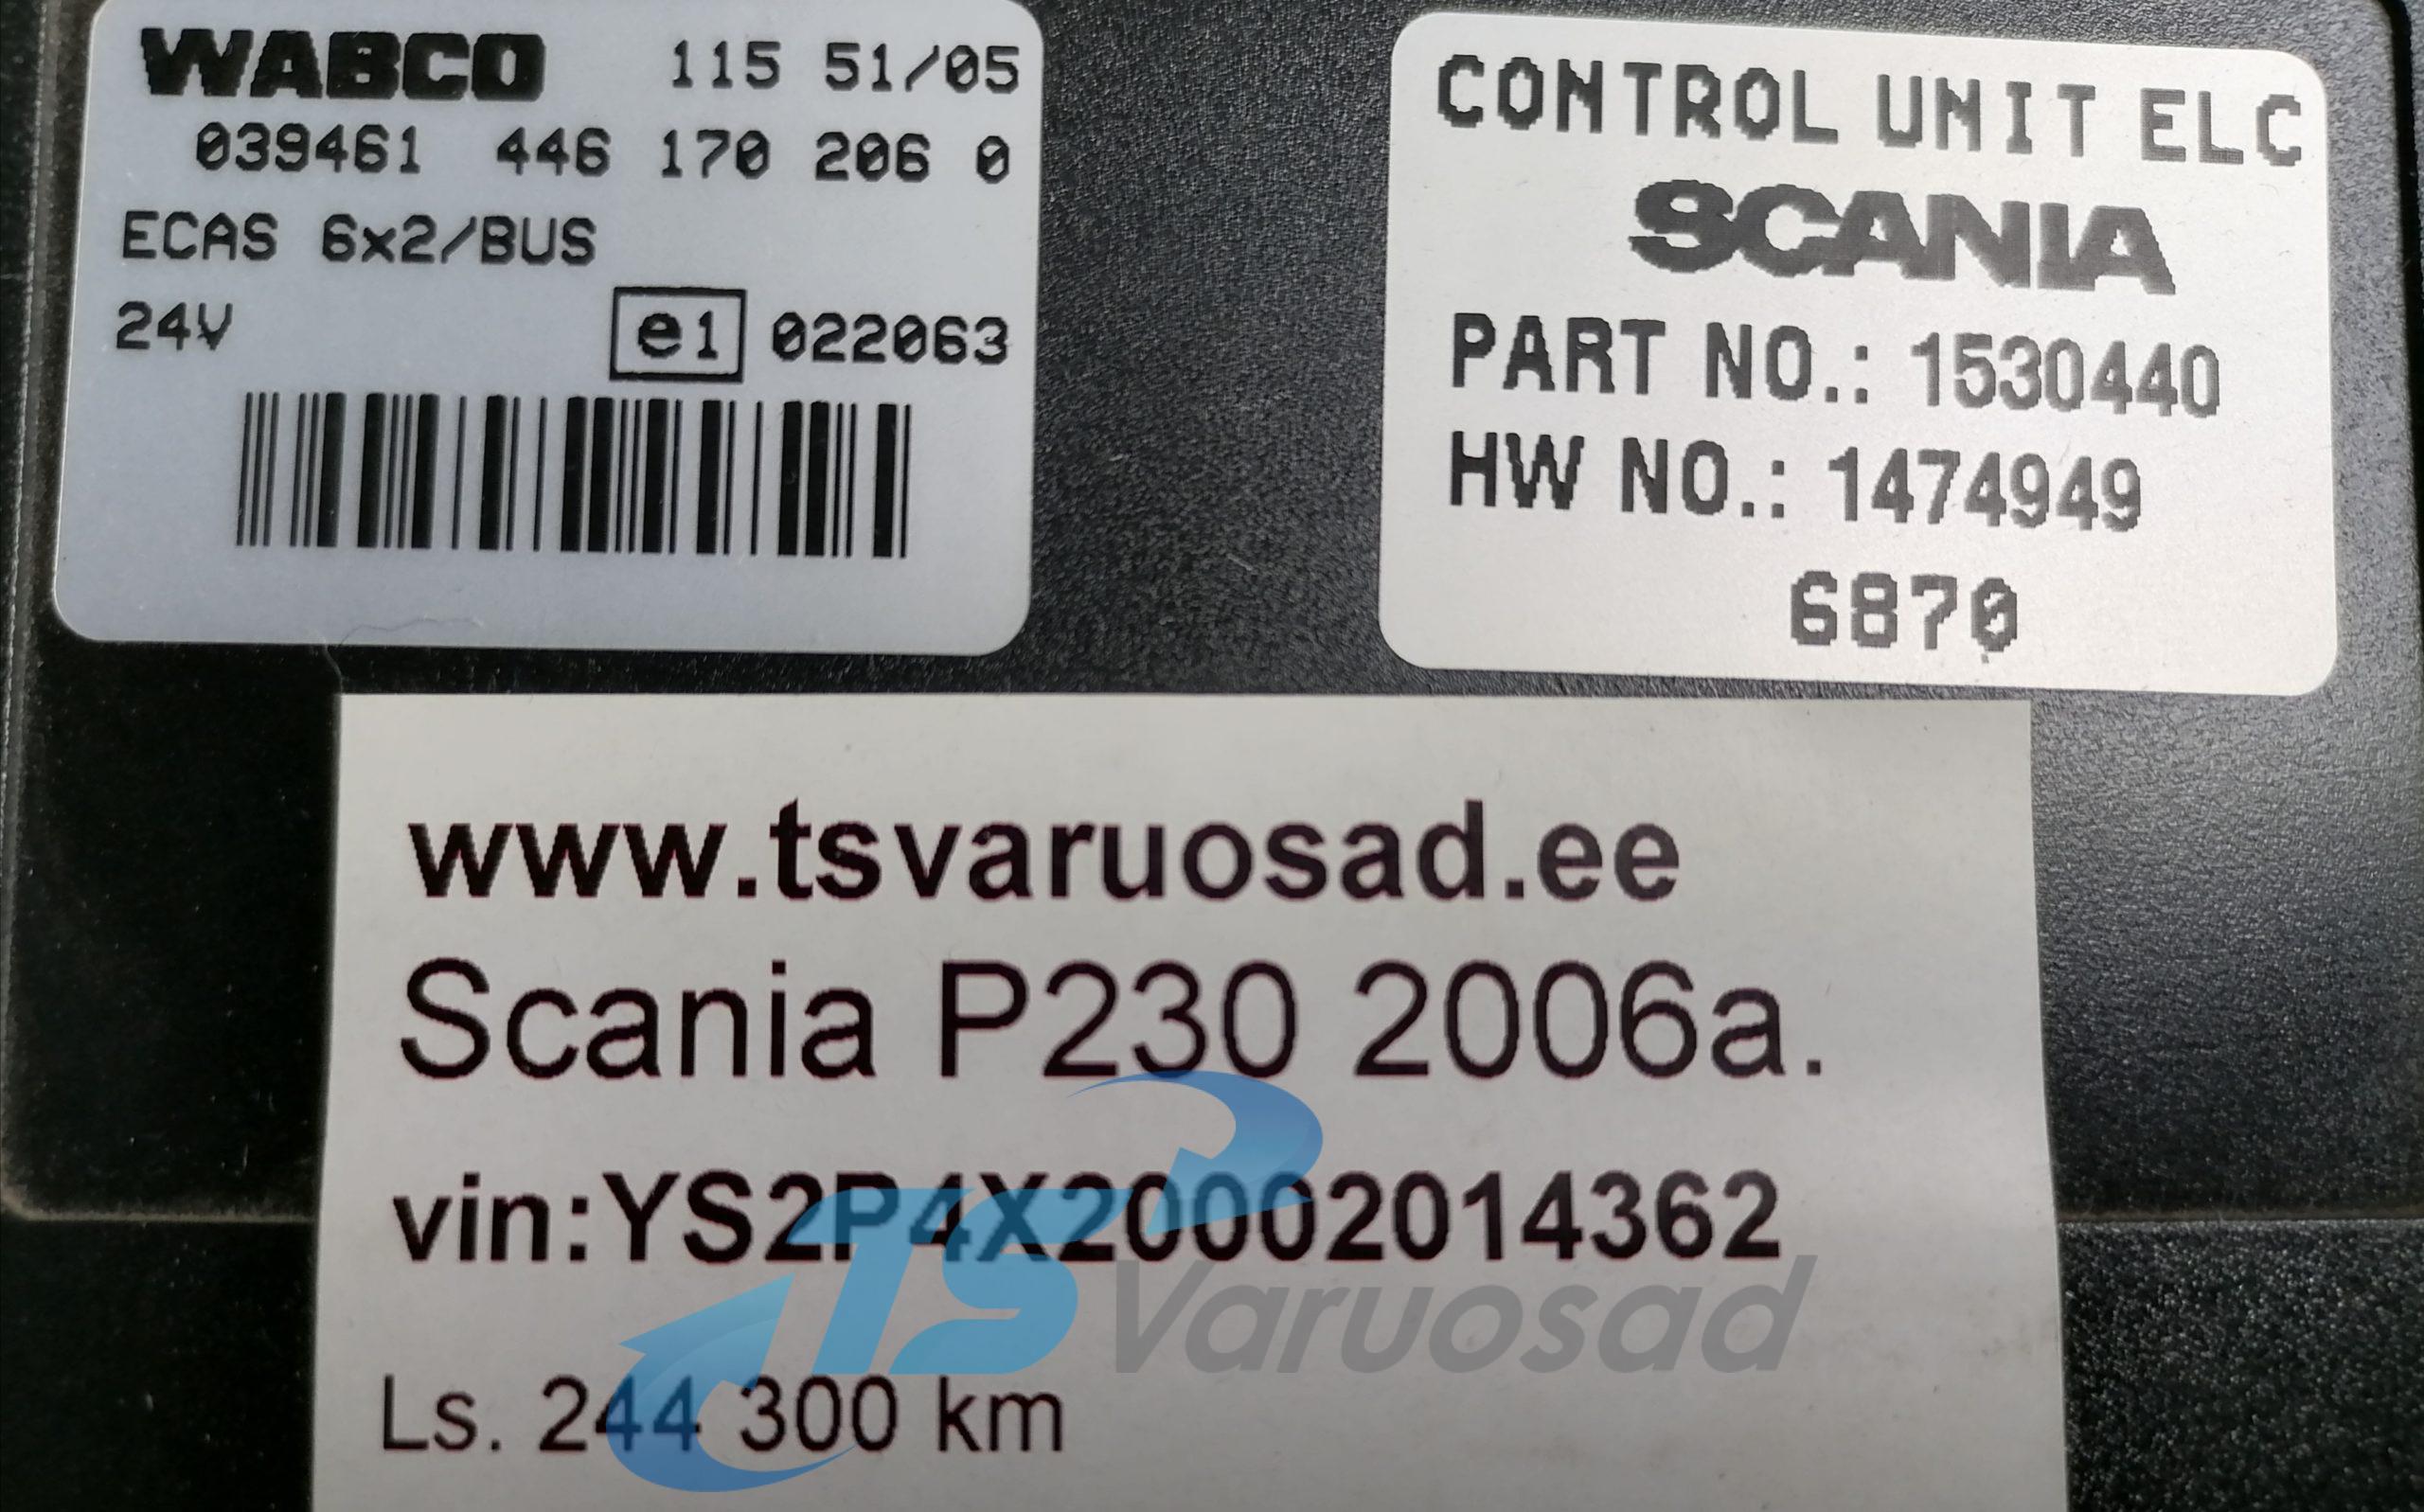 WABCO 115 51/05
039461 446 170 206 0
ECAS 6x2/BUS
24V e1 022063
CONTROL UNIT ELC
SCANIA
PART NO.: 1530440
HW NO.: 1474949
6870
www.tsvaruosad.ee
Scania P230 2006a.
vin:YS2P4X20002014362
TS Varuosad
Ls. 244 300 km